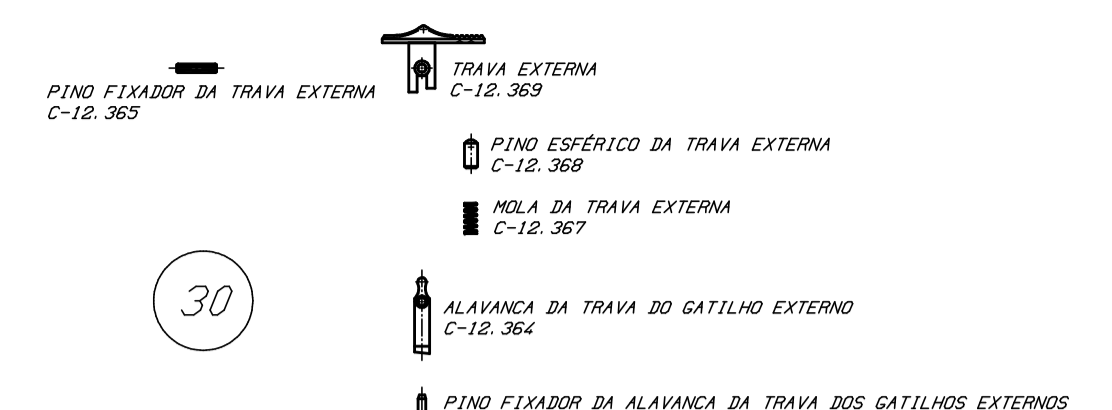 TRAVA EXTERNA
C-12.369
PINO FIXADOR DA TRAVA EXTERNA
C-12.365
PINO ESFÉRICO DA TRAVA EXTERNA
C-12.368
MOLA DA TRAVA EXTERNA
C-12.367
30
ALAVANCA DA TRAVA DO GATILHO EXTERNO
C-12.364
PINO FIXADOR DA ALAVANCA DA TRAVA DOS GATILHOS EXTERNOS